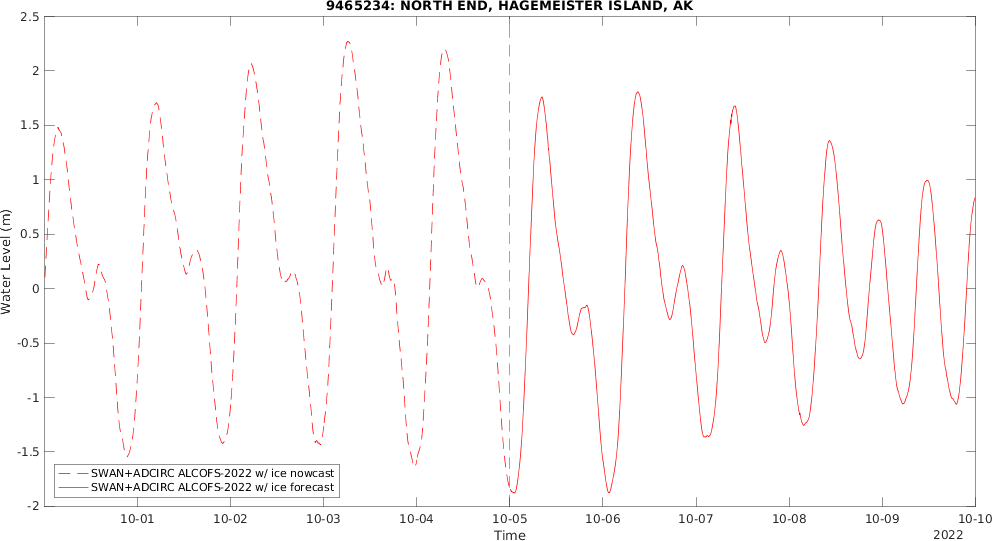 9465234: NORTH END, HAGEMEISTER ISLAND, AK
2.5
2
1.5
1
0.5
0
-0.5
-1
-1.5
-2
Water Level (m)
SWAN+ADCIRC ALCOFS-2022 w/ ice nowcast
SWAN+ADCIRC ALCOFS-2022 w/ ice forecast
10-01 10-02 10-03 10-04 10-05 10-06 10-07 10-08 10-09 10-10
Time
2022